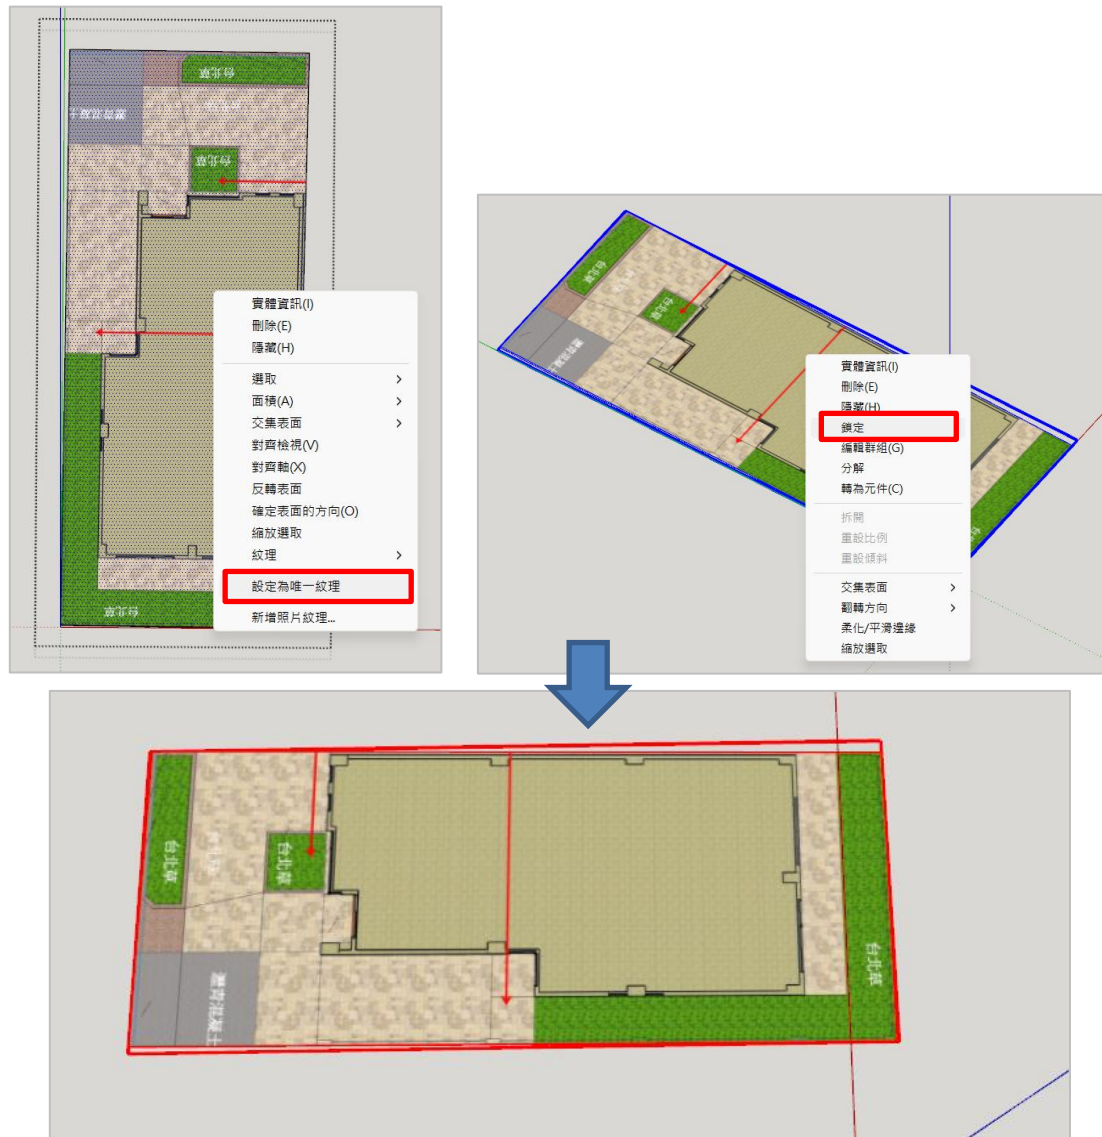 台北草
台北草
實體資訊(I)
刪除(E)
隱藏(H)
選取
面積(A)
交集表面
對齊檢視(V)
對齊軸(X)
反轉表面
確定表面的方向(O)
縮放選取
紋理
設定為唯一紋理
新增照片紋理...
台北草
台北草
台北草
實體資訊(I)
刪除(E)
隱藏(H)
鎖定
編輯群組(G)
分解
轉為元件(C)
拆開
重設比例
重設傾斜
交集表面
翻轉方向
柔化/平滑邊緣
縮放選取
台北草
台北草
台北草